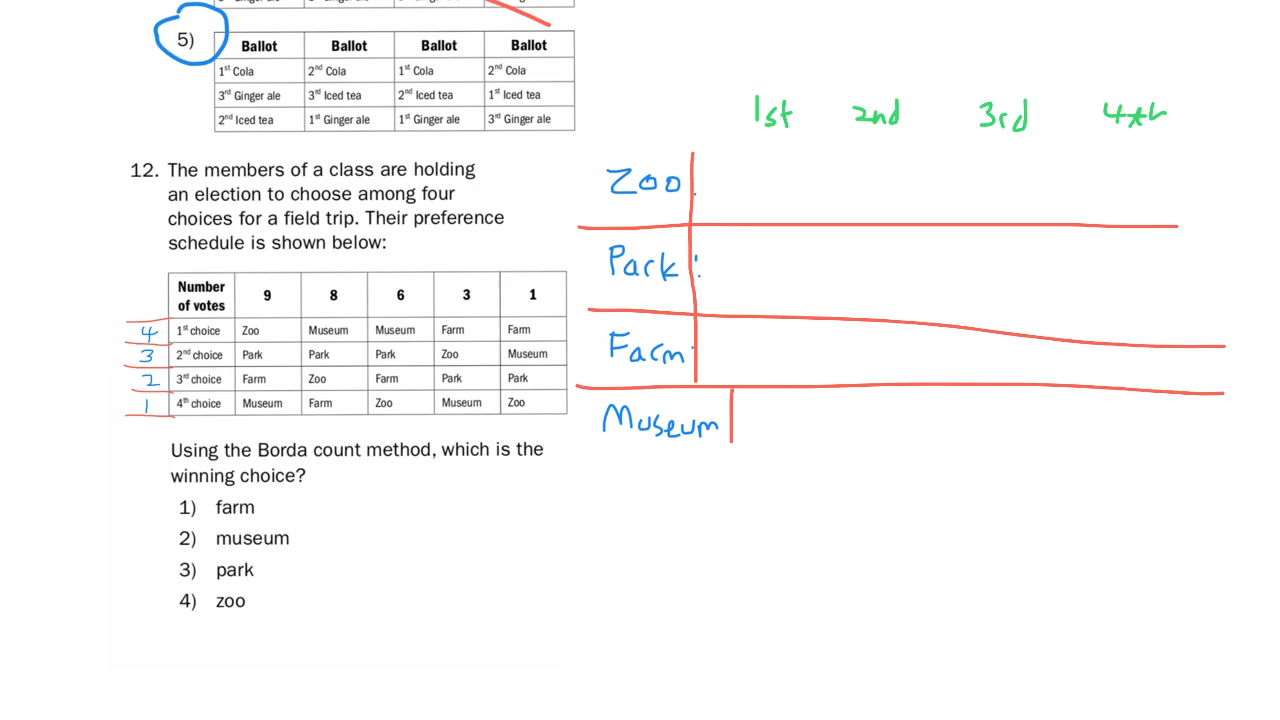 5)
Ballot Ballot Ballot Ballot
1st Cola 2nd Cola 1st Cola 2nd Cola
3rd Ginger ale 3rd Iced tea 2nd Iced tea 1st Iced tea
2nd Iced tea 1st Ginger ale 1st Ginger ale 3rd Ginger ale
12. The members of a class are holding
an election to choose among four
choices for a field trip. Their preference
schedule is shown below:
Number of votes 9 8 6 3 1
4 1st choice Zoo Museum Museum Farm Farm
3 2nd choice Park Park Park Zoo Museum
2 3rd choice Farm Zoo Farm Park Park
1 4th choice Museum Farm Zoo Museum Zoo
Using the Borda count method, which is the
winning choice?
1) farm
2) museum
3) park
4) zoo
1st 2nd 3rd 4th
Zoo:
Park:
Farm:
Museum